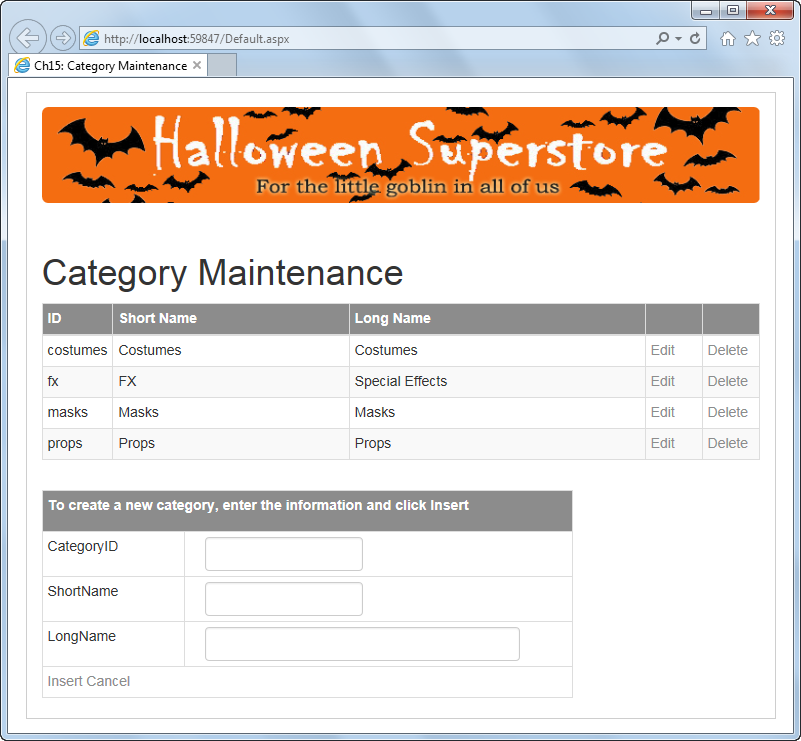 http://localhost:59847/Default.aspx
Ch15: Category Maintenance
Halloween Superstore
For the little goblin in all of us
Category Maintenance
ID Short Name Long Name
costumes Costumes Costumes Edit Delete
fx FX Special Effects Edit Delete
masks Masks Masks Edit Delete
props Props Props Edit Delete
To create a new category, enter the information and click Insert
CategoryID
ShortName
LongName
Insert Cancel